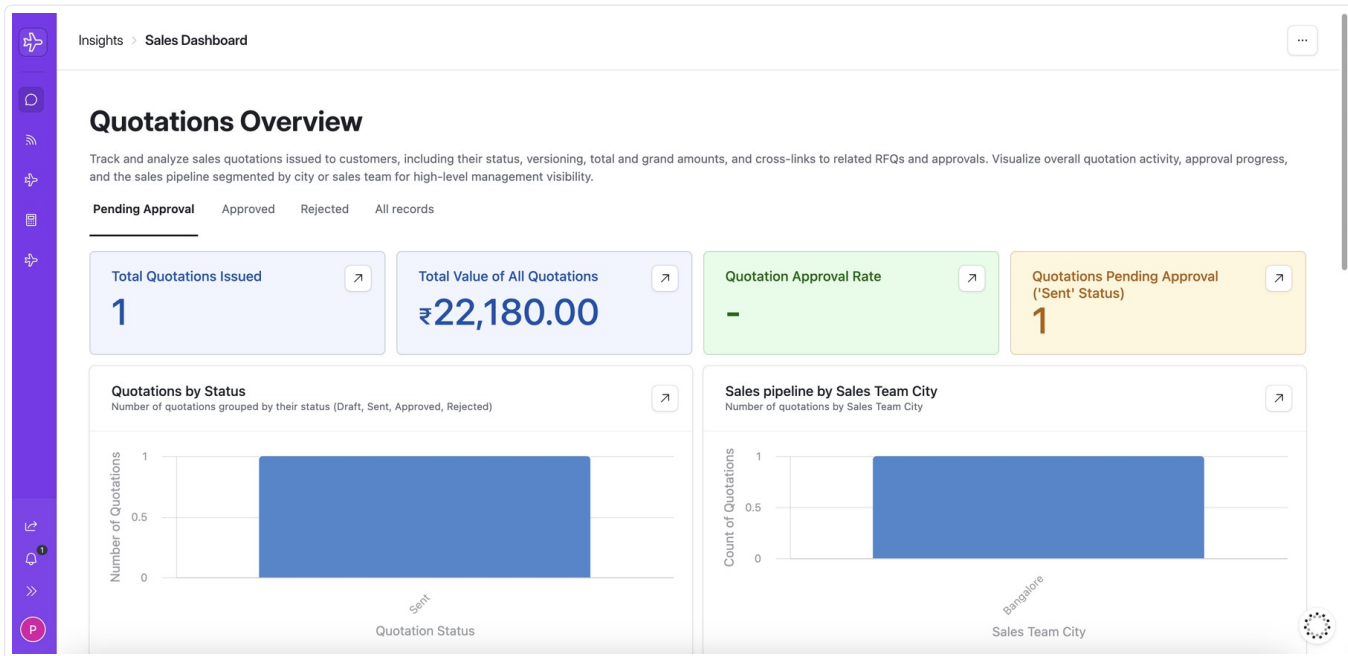 Insights > Sales Dashboard
...
Quotations Overview
Track and analyze sales quotations issued to customers, including their status, versioning, total and grand amounts, and cross-links to related RFQs and approvals. Visualize overall quotation activity, approval progress,
and the sales pipeline segmented by city or sales team for high-level management visibility.
Pending Approval Approved Rejected All records
Total Quotations Issued
1
Total Value of All Quotations
₹22,180.00
Quotation Approval Rate
-
Quotations Pending Approval
('Sent' Status)
1
Quotations by Status
Number of quotations grouped by their status (Draft, Sent, Approved, Rejected)
Number of Quotations
1
0.5
0
Sent
Quotation Status
Sales pipeline by Sales Team City
Number of quotations by Sales Team City
Count of Quotations
1
0.5
0
Bangalore
Sales Team City
1
P